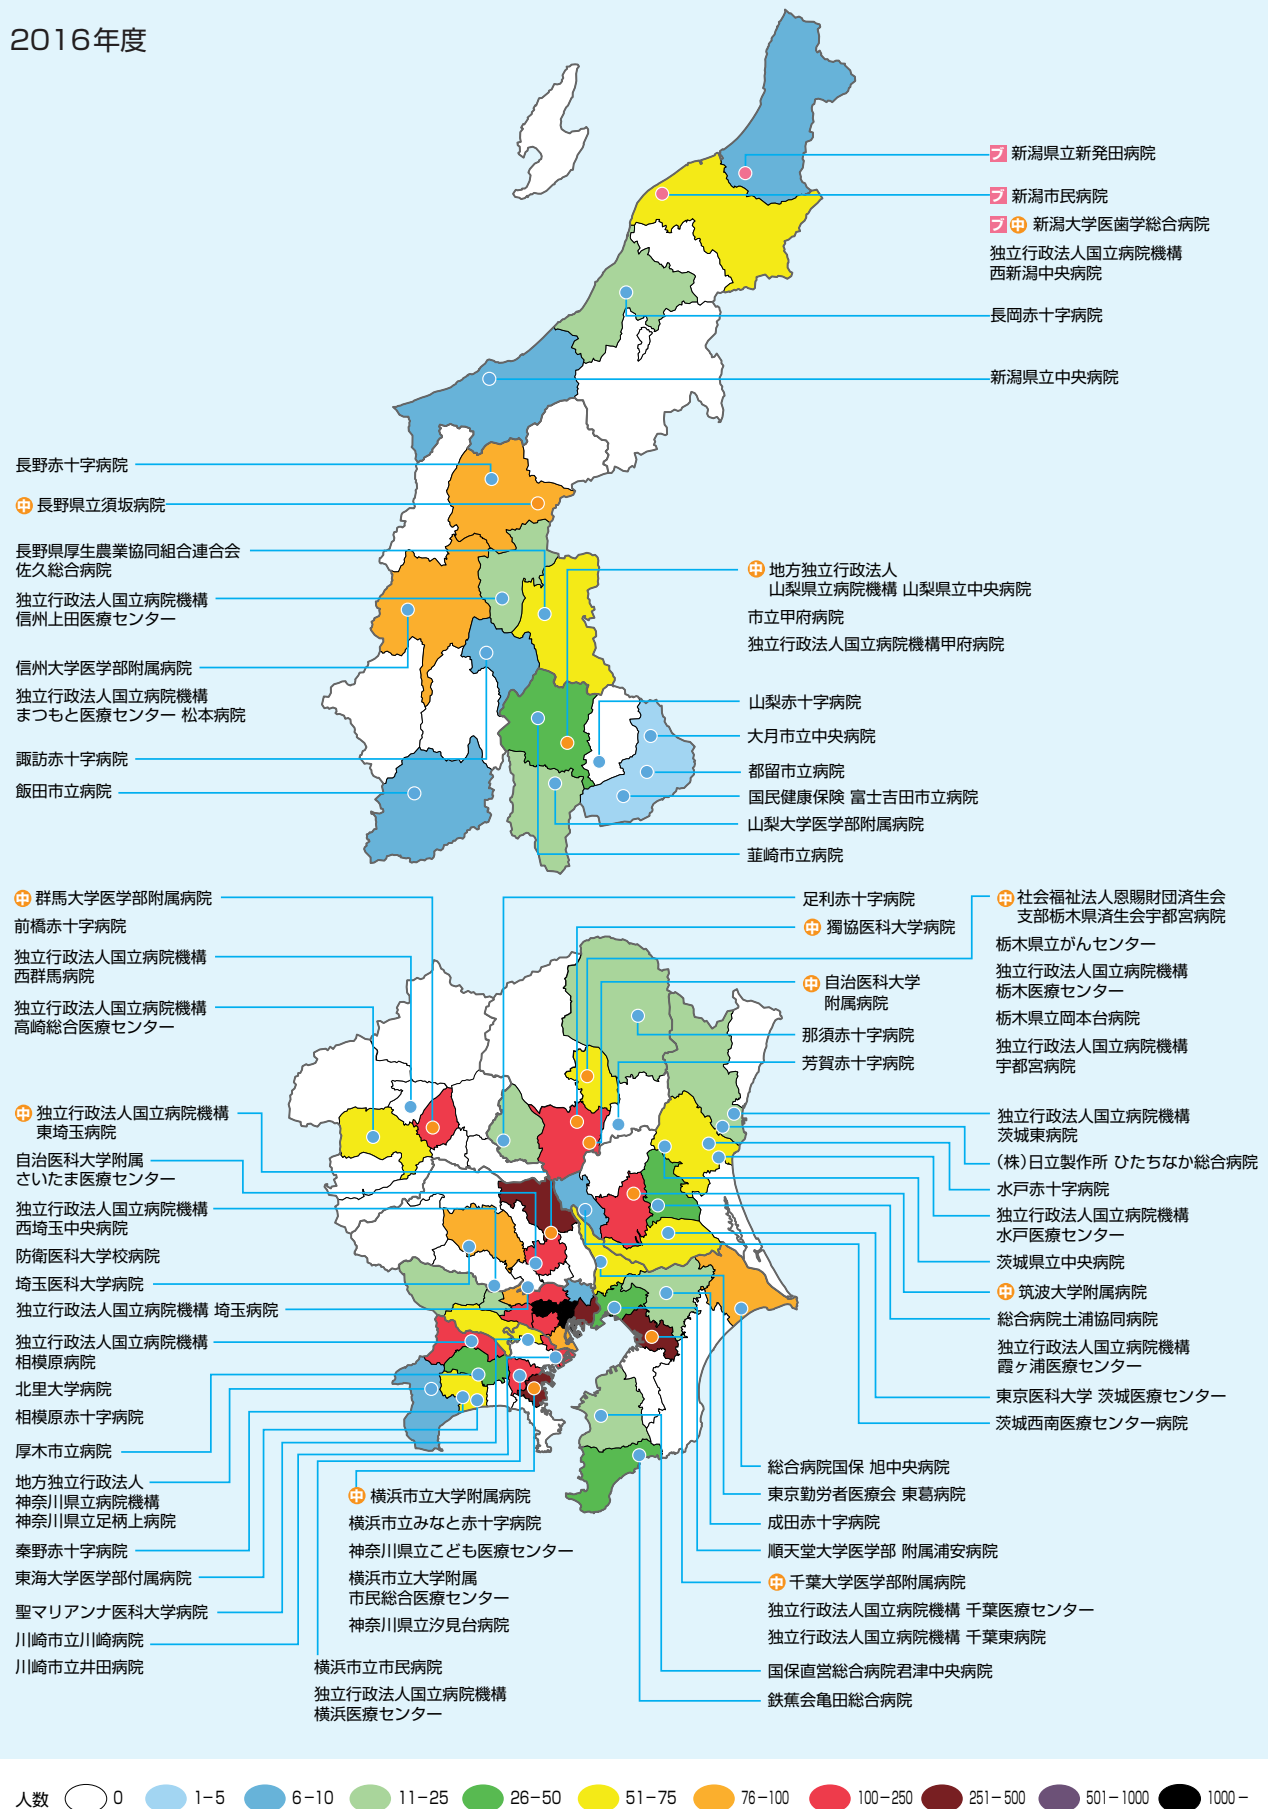 2016年度
ブ 新潟県立新発田病院
ブ 新潟市民病院
ブ 中 新潟大学医歯学総合病院
独立行政法人国立病院機構
西新潟中央病院
長岡赤十字病院
新潟県立中央病院
長野赤十字病院
中 長野県立須坂病院
長野県厚生農業協同組合連合会
佐久総合病院
独立行政法人国立病院機構
信州上田医療センター
信州大学医学部附属病院
独立行政法人国立病院機構
まつもと医療センター 松本病院
諏訪赤十字病院
飯田市立病院
中 地方独立行政法人
山梨県立病院機構 山梨県立中央病院
市立甲府病院
独立行政法人国立病院機構甲府病院
山梨赤十字病院
大月市立中央病院
都留市立病院
国民健康保険 富士吉田市立病院
山梨大学医学部附属病院
韮崎市立病院
中 群馬大学医学部附属病院
前橋赤十字病院
独立行政法人国立病院機構
西群馬病院
独立行政法人国立病院機構
高崎総合医療センター
中 独立行政法人国立病院機構
東埼玉病院
自治医科大学附属
さいたま医療センター
独立行政法人国立病院機構
西埼玉中央病院
防衛医科大学校病院
埼玉医科大学病院
独立行政法人国立病院機構 埼玉病院
独立行政法人国立病院機構
相模原病院
北里大学病院
相模原赤十字病院
厚木市立病院
地方独立行政法人
神奈川県立病院機構
神奈川県立足柄上病院
秦野赤十字病院
東海大学医学部付属病院
聖マリアンナ医科大学病院
川崎市立川崎病院
川崎市立井田病院
足利赤十字病院
中 獨協医科大学病院
中 自治医科大学
附属病院
那須赤十字病院
芳賀赤十字病院
中 社会福祉法人恩賜財団済生会
支部栃木県済生会宇都宮病院
栃木県立がんセンター
独立行政法人国立病院機構
栃木医療センター
栃木県立岡本台病院
独立行政法人国立病院機構
宇都宮病院
独立行政法人国立病院機構
茨城東病院
(株)日立製作所 ひたちなか総合病院
水戸赤十字病院
独立行政法人国立病院機構
水戸医療センター
茨城県立中央病院
中 筑波大学附属病院
総合病院土浦協同病院
独立行政法人国立病院機構
霞ヶ浦医療センター
東京医科大学 茨城医療センター
茨城西南医療センター病院
中 横浜市立大学附属病院
横浜市立みなと赤十字病院
神奈川県立こども医療センター
横浜市立大学附属
市民総合医療センター
神奈川県立汐見台病院
横浜市立市民病院
独立行政法人国立病院機構
横浜医療センター
総合病院国保 旭中央病院
東京勤労者医療会 東葛病院
成田赤十字病院
順天堂大学医学部 附属浦安病院
中 千葉大学医学部附属病院
独立行政法人国立病院機構 千葉医療センター
独立行政法人国立病院機構 千葉東病院
国保直営総合病院君津中央病院
鉄蕉会亀田総合病院
人数 0 1−5 6−10 11−25 26−50 51−75 76−100 100−250 251−500 501−1000 1000−